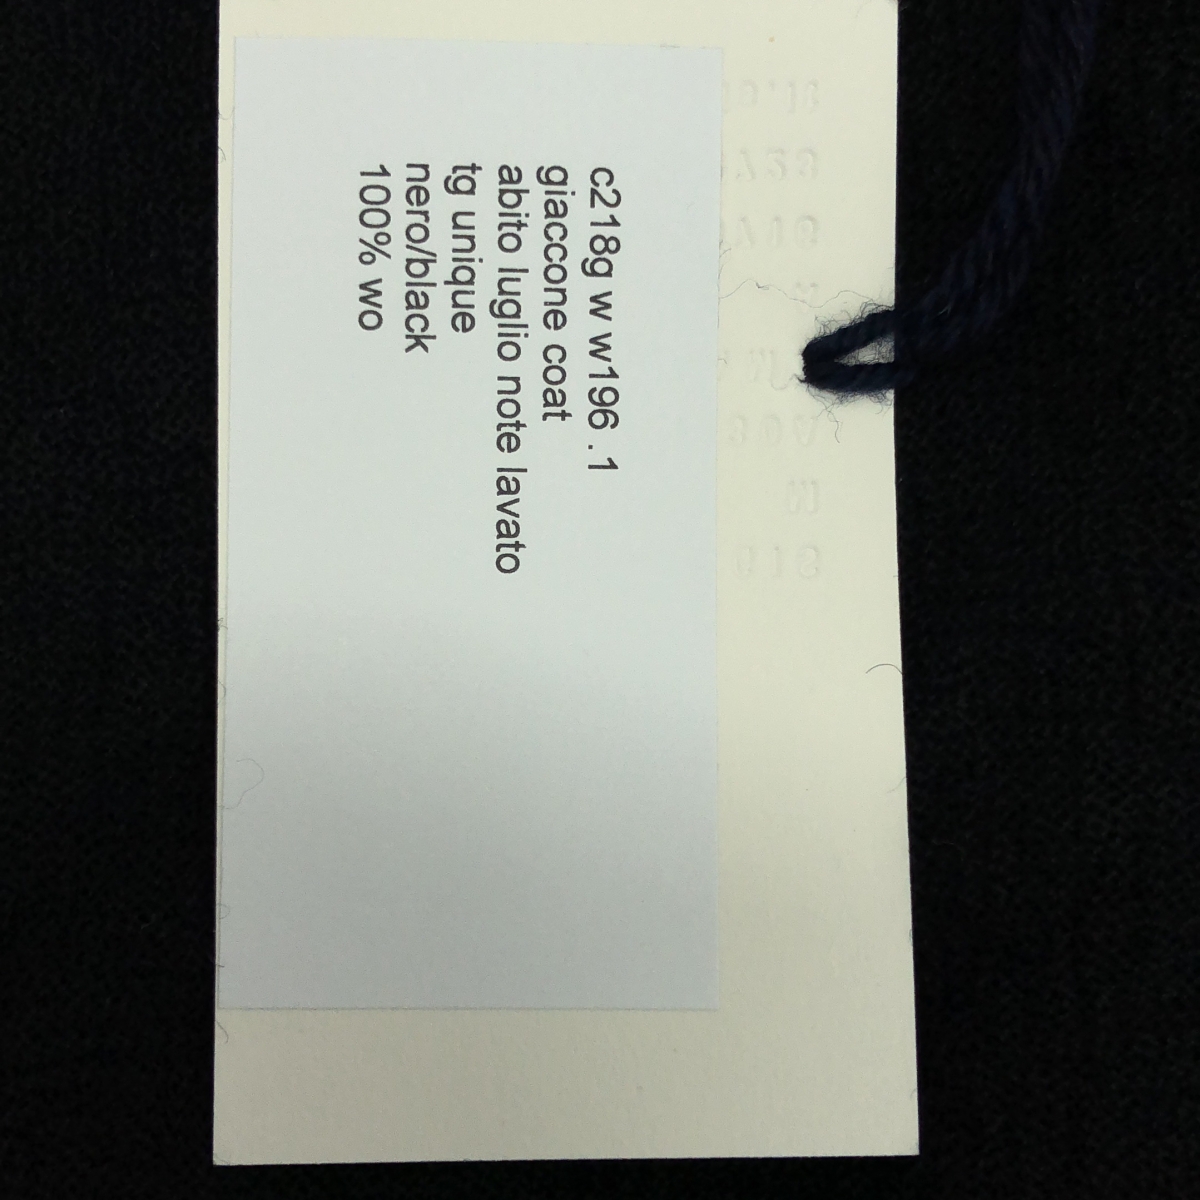 c218g w w196 .1
giaccone coat
abito luglio note lavato
tg unique
nero/black
100% wo